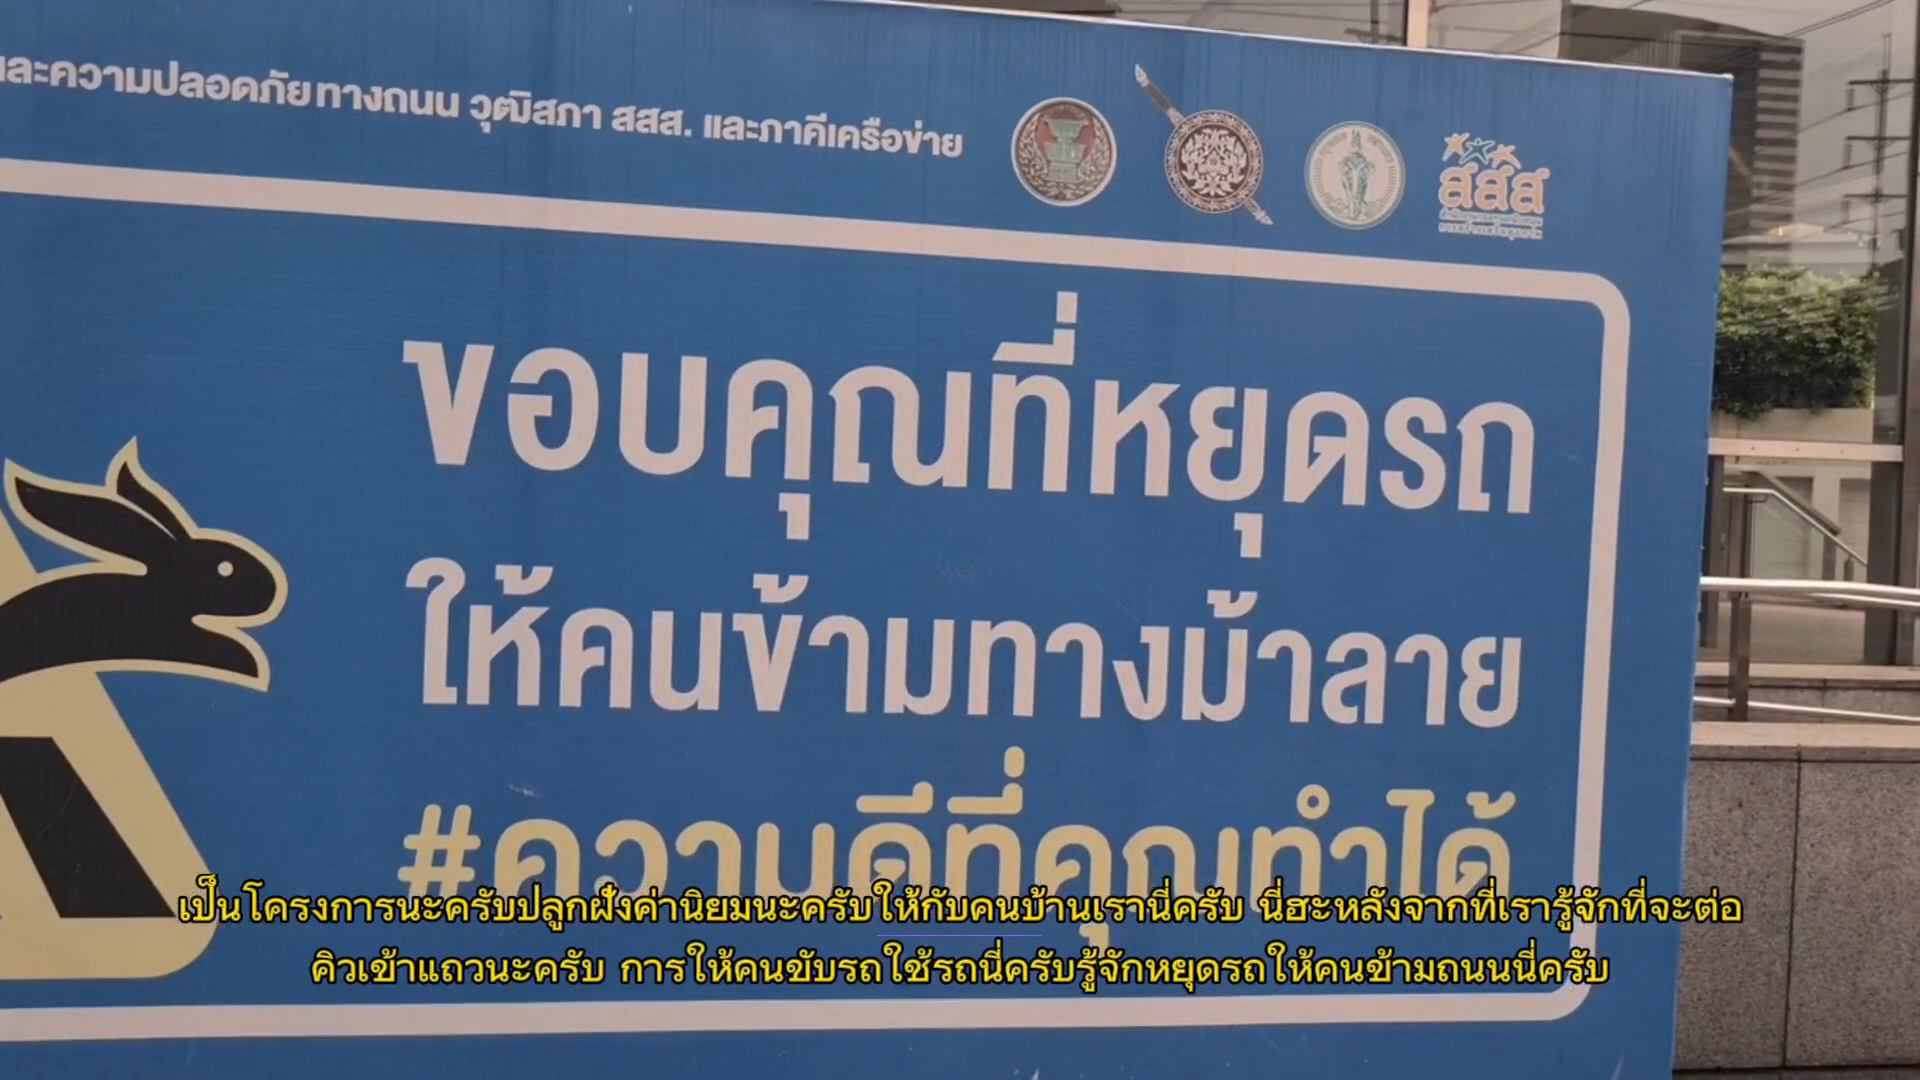 และความปลอดภัยทางถนน วุฒิสภา สสส. และภาคีเครือข่าย
สสส
ขอบคุณที่หยุดรถ
ให้คนข้ามทางม้าลาย
#ความดีที่คุณทำได้
เป็นโครงการนะครับปลูกฝั่งค่านิยมนะครับให้กับคนบ้านเรานี่ครับ นี่ฮะหลังจากที่เรารู้จักที่จะต่อ
คิวเข้าแถวนะครับ การให้คนขับรถใช้รถนี่ครับรู้จักหยุดรถให้คนข้ามถนนนี่ครับ